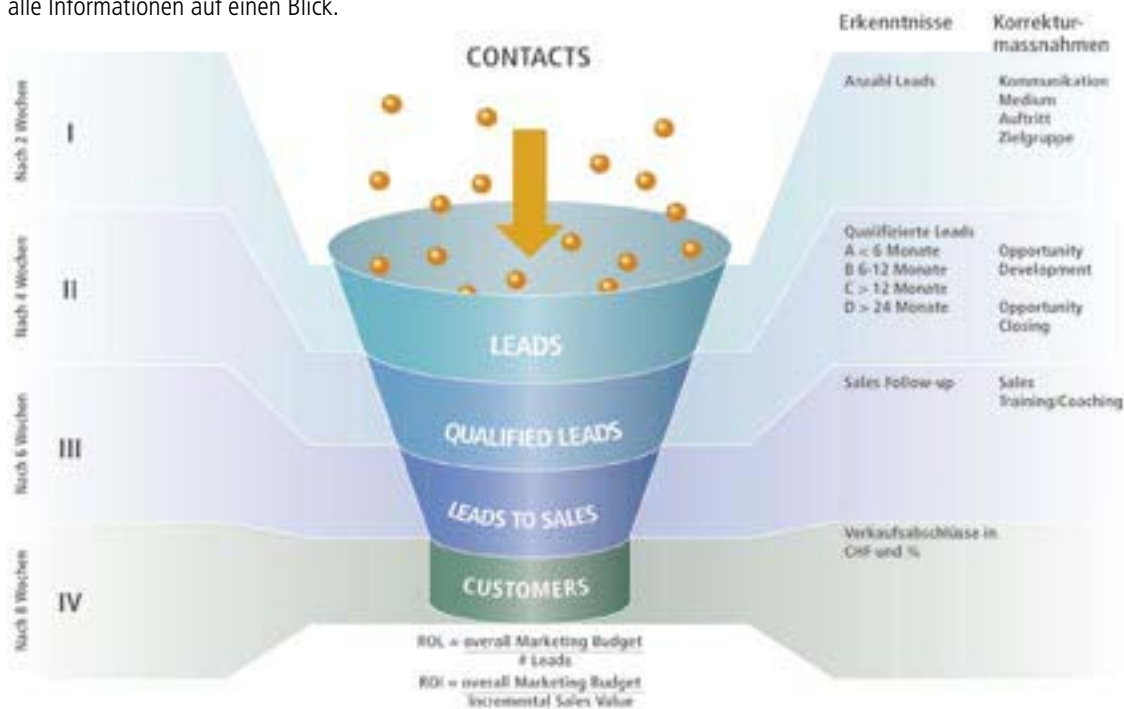 alle Informationen auf einen Blick.
Erkenntnisse
Korrektur-
massnahmen
CONTACTS
Nach 2 Wochen
I
Anzahl Leads
Kommunikation
Medium
Auftritt
Zielgruppe
Nach 4 Wochen
II
LEADS
Qualifizierte Leads
A < 6 Monate
B 6-12 Monate
C > 12 Monate
D > 24 Monate
Opportunity
Development
Opportunity
Closing
Nach 6 Wochen
III
QUALIFIED LEADS
LEADS TO SALES
Sales Follow-up
Sales
Training/Coaching
Nach 8 Wochen
IV
CUSTOMERS
Verkaufsabschlüsse in
CHF und %
ROL = overall Marketing Budget
# Leads
ROI = overall Marketing Budget
Incremental Sales Value